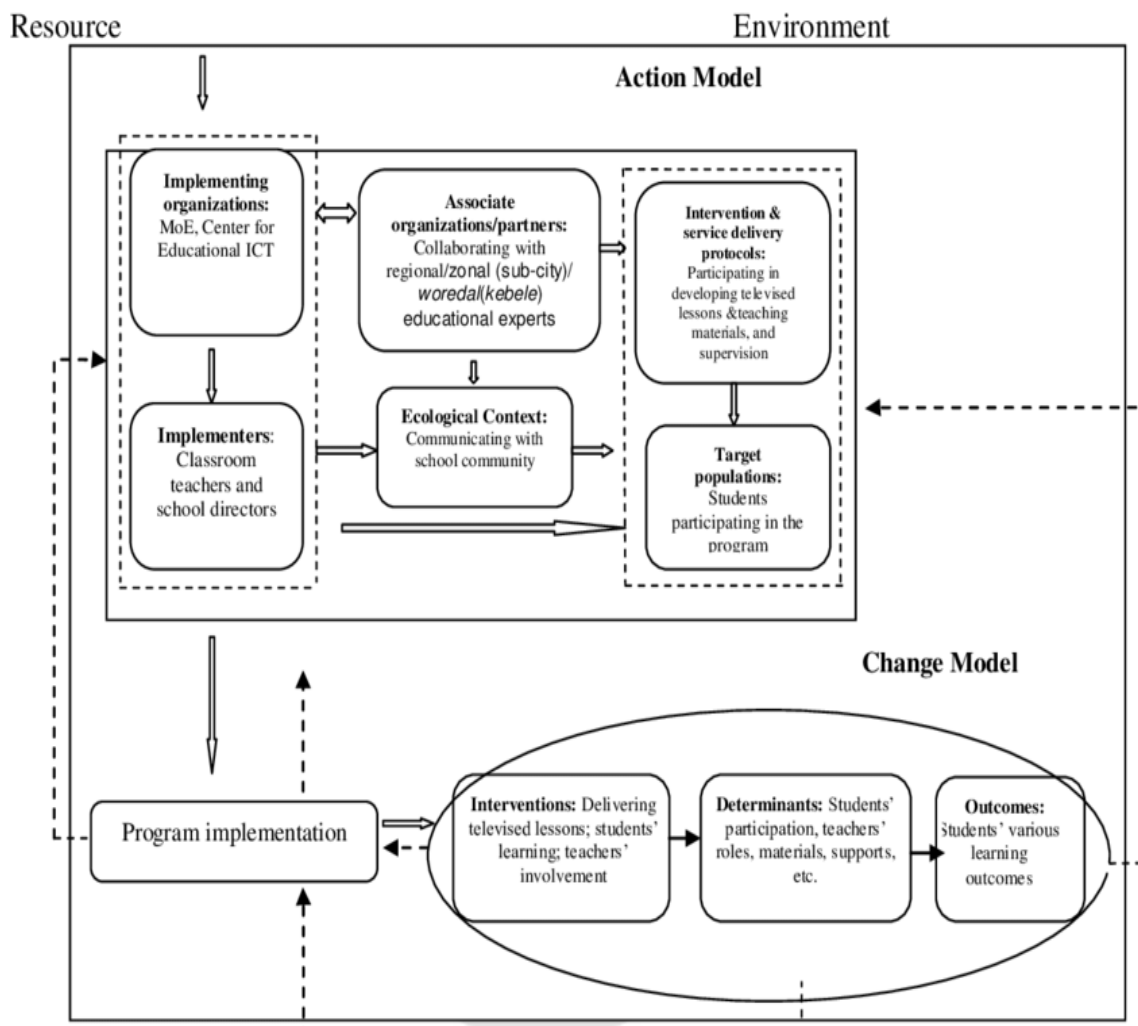 Resource
Environment
Action Model
Implementing
organizations:
MoE, Center for
Educational ICT
Associate
organizations/partners:
Collaborating with
regional/zonal (sub-city)/
woredal(kebele)
educational experts
Intervention &
service delivery
protocols:
Participating in
developing televised
lessons &teaching
materials, and
supervision
Implementers:
Classroom
teachers and
school directors
Ecological Context:
Communicating with
school community
Target
populations:
Students
participating in the
program
Change Model
Program implementation
Interventions: Delivering
televised lessons; students’
learning; teachers’
involvement
Determinants: Students’
participation, teachers’
roles, materials, supports,
etc.
Outcomes:
Students’ various
learning
outcomes